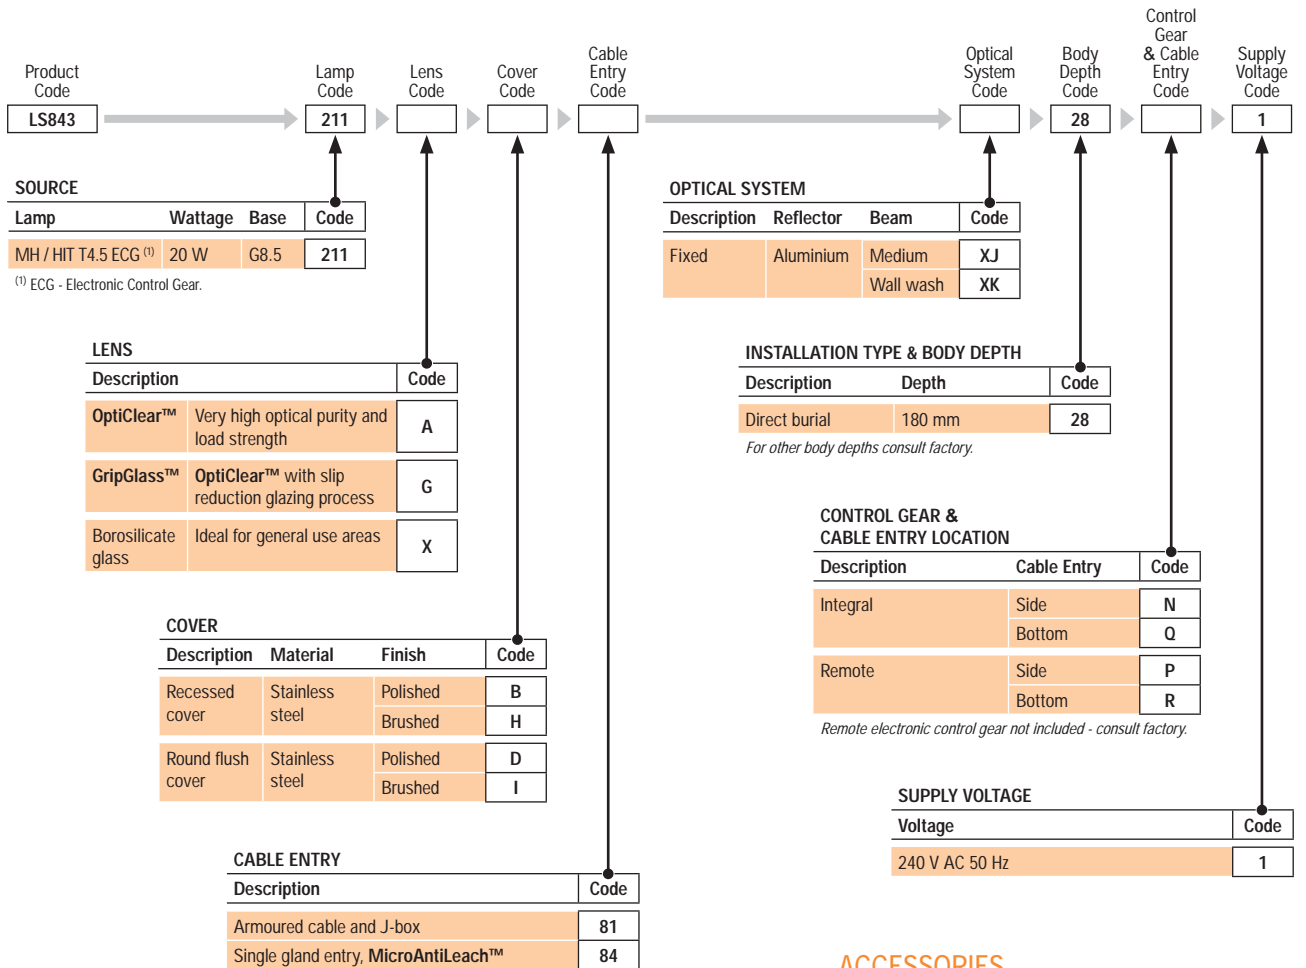 Product Code
Lamp Code
Lens Code
Cover Code
Cable Entry Code
Optical System Code
Body Depth Code
Control Gear & Cable Entry Code
Supply Voltage Code
LS843 211 28 1
SOURCE
Lamp Wattage Base Code
MH / HIT T4.5 ECG (1) 20 W G8.5 211
(1) ECG - Electronic Control Gear.
LENS
Description Code
OptiClear™ Very high optical purity and load strength A
GripGlass™ OptiClear™ with slip reduction glazing process G
Borosilicate glass Ideal for general use areas X
COVER
Description Material Finish Code
Recessed cover Stainless steel Polished B
Brushed H
Round flush cover Stainless steel Polished D
Brushed I
CABLE ENTRY
Description Code
Armoured cable and J-box 81
Single gland entry, MicroAntiLeach™ 84
OPTICAL SYSTEM
Description Reflector Beam Code
Fixed Aluminium Medium XJ
Wall wash XK
INSTALLATION TYPE & BODY DEPTH
Description Depth Code
Direct burial 180 mm 28
For other body depths consult factory.
CONTROL GEAR &
CABLE ENTRY LOCATION
Description Cable Entry Code
Integral Side N
Bottom Q
Remote Side P
Bottom R
Remote electronic control gear not included - consult factory.
SUPPLY VOLTAGE
Voltage Code
240 V AC 50 Hz 1
ACCESSORIES